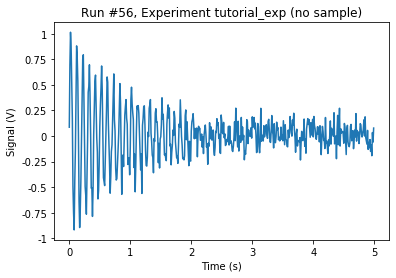 Run #56, Experiment tutorial_exp (no sample)
1
0.75
0.5
0.25
0
-0.25
-0.5
-0.75
-1
Signal (V)
0 1 2 3 4 5
Time (s)